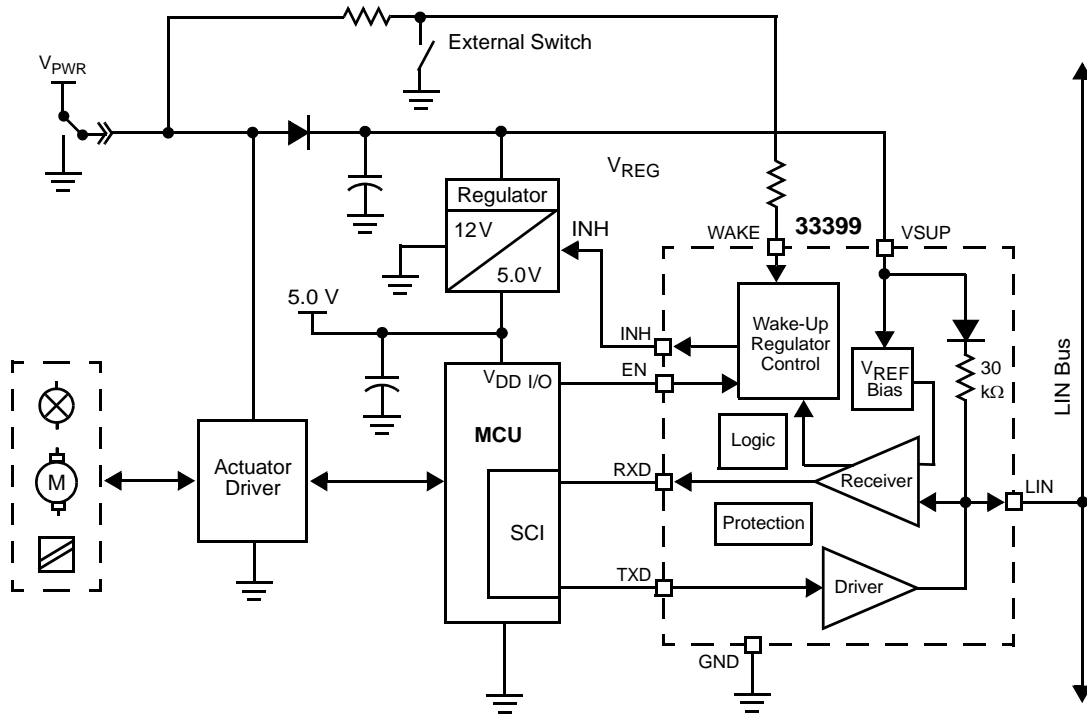 External Switch
VPWR
VREG
Regulator
12V
5.0V
INH
WAKE
33399
VSUP
5.0 V
INH
EN
Wake-Up
Regulator
Control
VREF
Bias
30
kΩ
LIN Bus
VDD I/O
MCU
Logic
Actuator
Driver
M
RXD
Receiver
LIN
SCI
Protection
TXD
Driver
GND